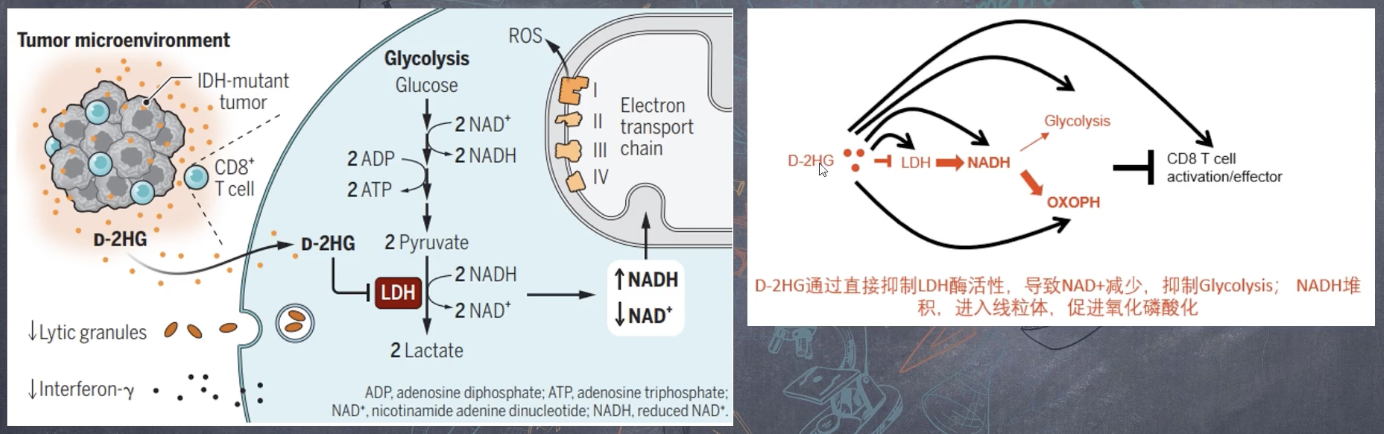 Tumor microenvironment
IDH-mutant
tumor
CD8⁺
T cell
D-2HG
↓Lytic granules
↓Interferon-γ
Glycolysis
Glucose
2 NAD⁺
2 NADH
2 ADP
2 ATP
D-2HG
2 Pyruvate
LDH
2 NADH
2 NAD⁺
2 Lactate
ROS
I
II
III
IV
Electron
transport
chain
↑NADH
↓NAD⁺
ADP, adenosine diphosphate; ATP, adenosine triphosphate;
NAD⁺, nicotinamide adenine dinucleotide; NADH, reduced NAD⁺.
Glycolysis
D-2HG
LDH
NADH
OXOPH
CD8 T cell
activation/effector
D-2HG通过直接抑制LDH酶活性，导致NAD+减少，抑制Glycolysis； NADH堆
积，进入线粒体，促进氧化磷酸化